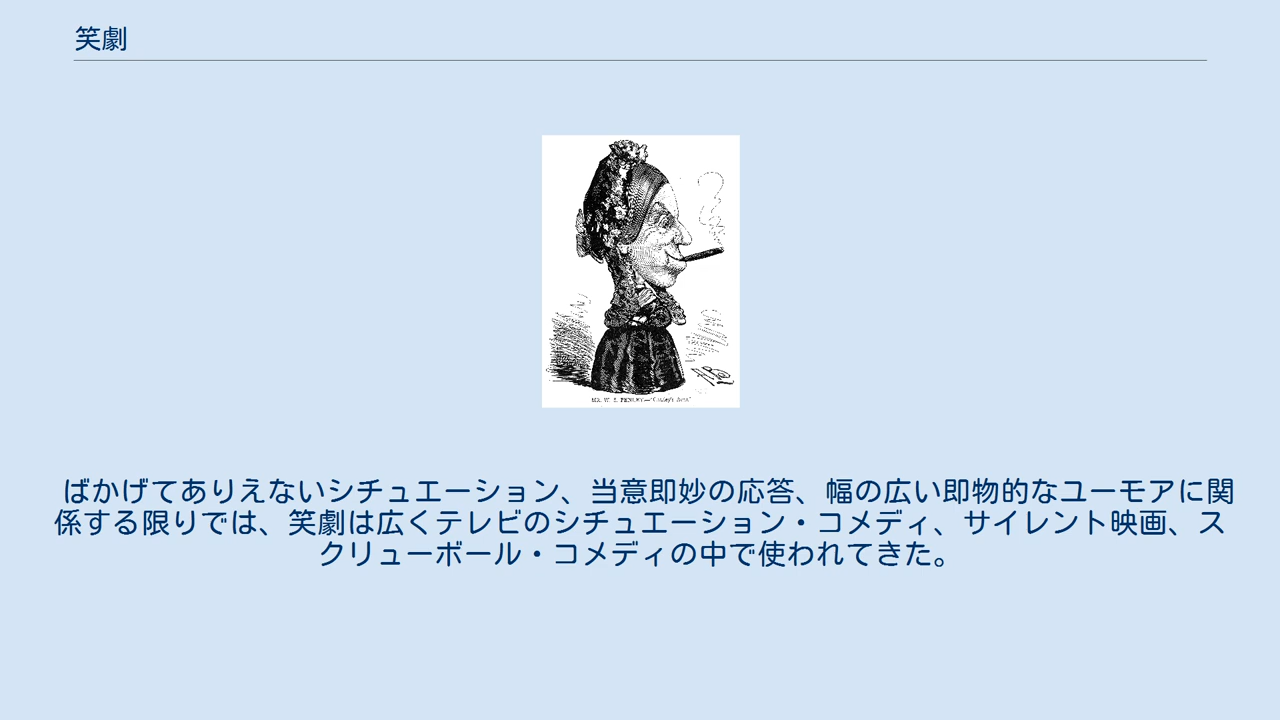 笑劇
MR. W. S. PENLEY—"Charley's Aunt"
ばかげてありえないシチュエーション、当意即妙の応答、幅の広い即物的なユーモアに関
係する限りでは、笑劇は広くテレビのシチュエーション・コメディ、サイレント映画、ス
クリューボール・コメディの中で使われてきた。